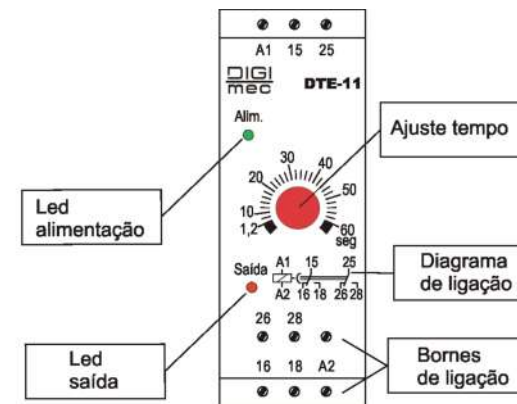 A1 15 25
DIGI
mec
DTE-11
Alim.
Ajuste tempo
30
20
40
10
50
1,2
60
seg
Led
alimentação
Saída
A1 15 25
A2 16 18 26 28
Diagrama
de ligação
26 28
Led
saída
16 18 A2
Bornes
de ligação